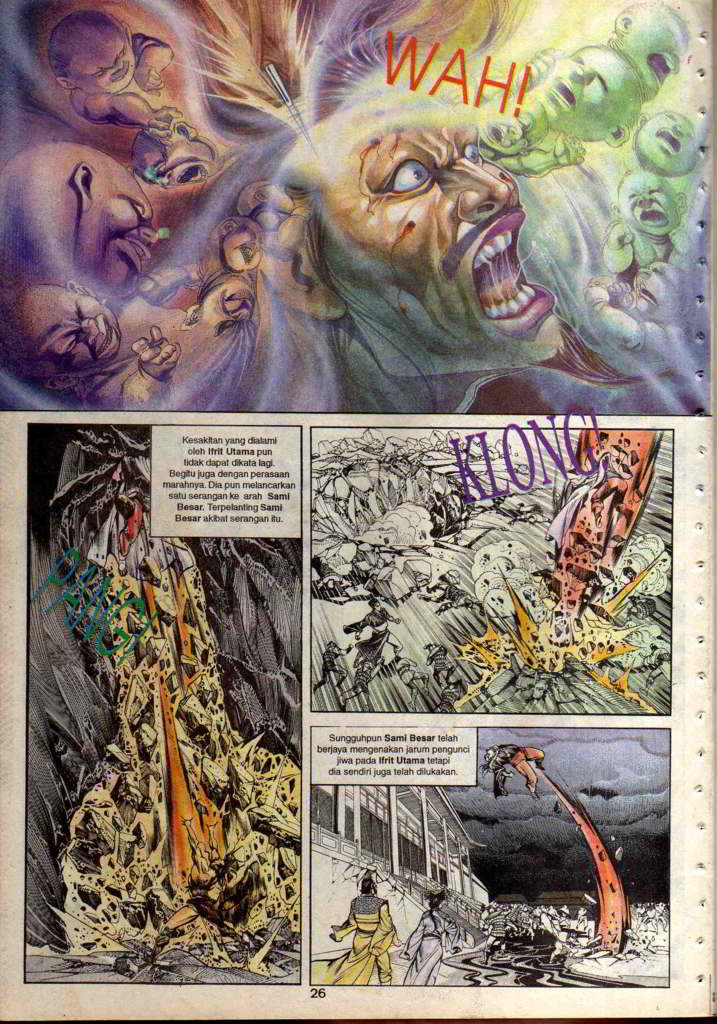 WAH!
Kesakitan yang dialami
oleh Ifrit Utama pun
tidak dapat dikata lagi.
Begitu juga dengan perasaan
marahnya. Dia pun melancarkan
satu serangan ke arah Sami
Besar. Terpelanting Sami
Besar akibat serangan itu.
PANG!
KLONG!
Sungguhpun Sami Besar telah
berjaya mengenakan jarum pengunci
jiwa pada Ifrit Utama tetapi
dia sendiri juga telah dilukakan.
26